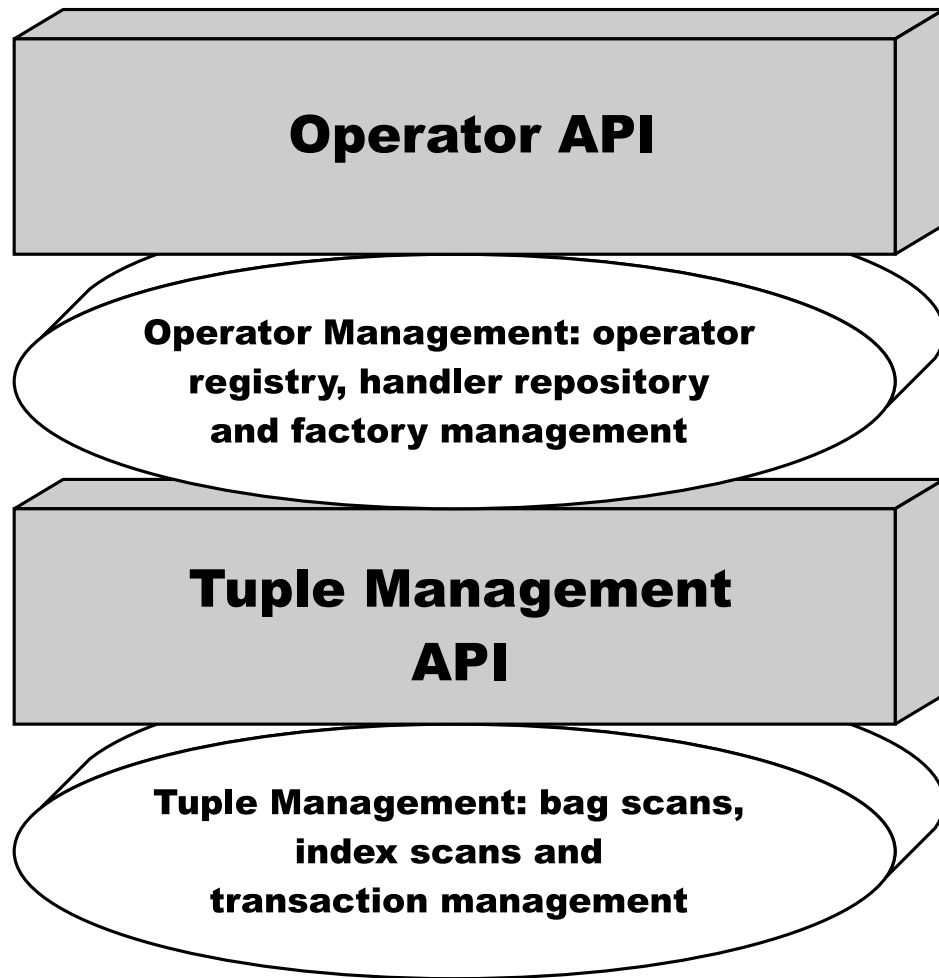 Operator API
Operator Management: operator
registry, handler repository
and factory management
Tuple Management
API
Tuple Management: bag scans,
index scans and
transaction management